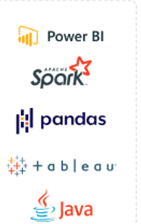 Power BI
APACHE
Spark
pandas
+ableau
Java